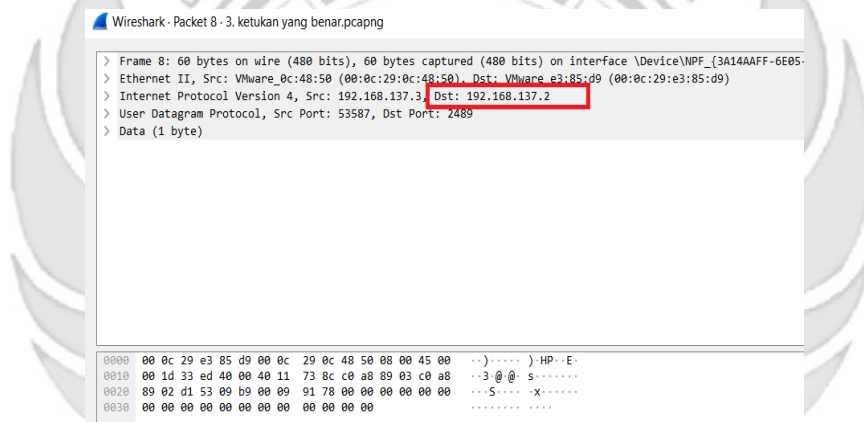 Wireshark · Packet 8 · 3. ketukan yang benar.pcapng
> Frame 8: 60 bytes on wire (480 bits), 60 bytes captured (480 bits) on interface \Device\NPF_{3A14AAFF-6E05-
> Ethernet II, Src: VMware_0c:48:50 (00:0c:29:0c:48:50), Dst: VMware_e3:85:d9 (00:0c:29:e3:85:d9)
> Internet Protocol Version 4, Src: 192.168.137.3, Dst: 192.168.137.2
> User Datagram Protocol, Src Port: 53587, Dst Port: 2489
> Data (1 byte)
0000 00 0c 29 e3 85 d9 00 0c 29 0c 48 50 08 00 45 00 ··)····· )·HP··E·
0010 00 1d 33 ed 40 00 40 11 73 8c c0 a8 89 03 c0 a8 ··3·@·@· s·······
0020 89 02 d1 53 09 b9 00 09 91 78 00 00 00 00 00 00 ···S···· ·x······
0030 00 00 00 00 00 00 00 00 00 00 00 00 ········ ····